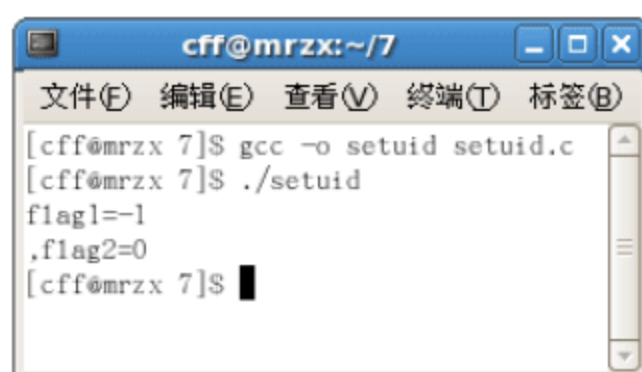 cff@mrzx:~/7
文件(F) 编辑(E) 查看(V) 终端(T) 标签(B)
[cff@mrzx 7]$ gcc -o setuid setuid.c
[cff@mrzx 7]$ ./setuid
flag1=-1
,flag2=0
[cff@mrzx 7]$